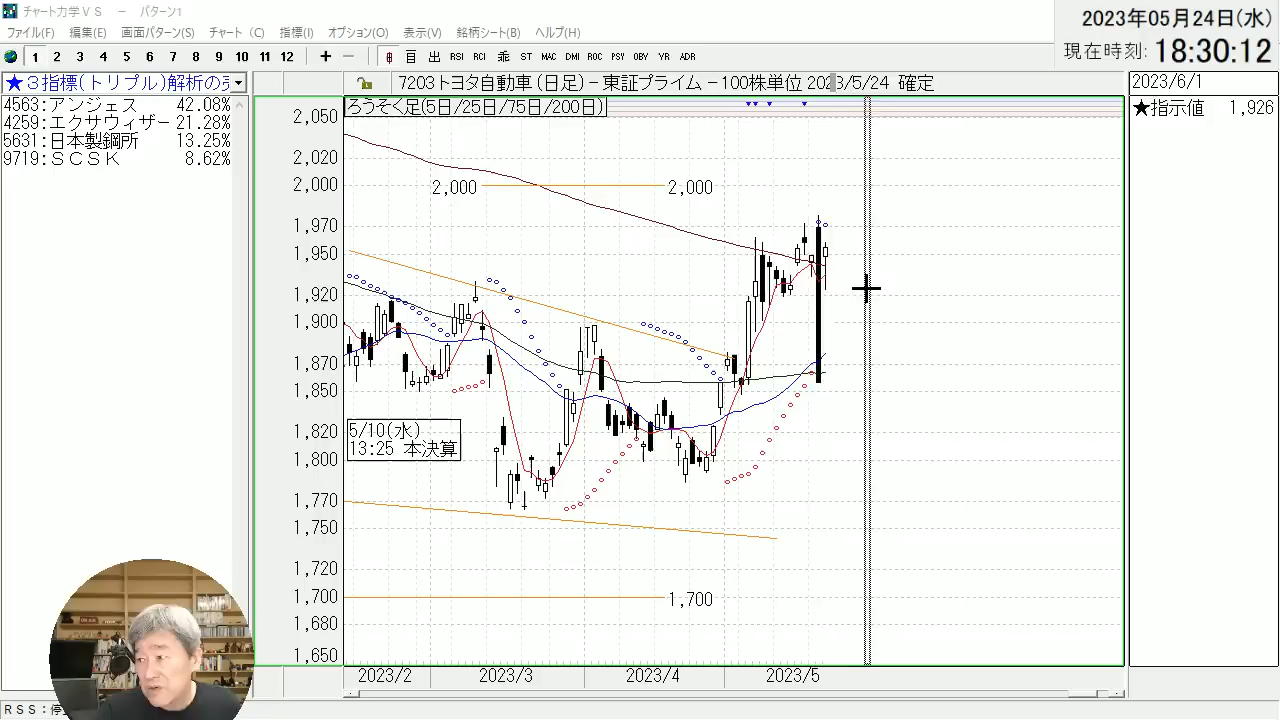 チャート力学VS － パターン1
2023年05月24日(水)
現在時刻: 18:30:12
ファイル(F) 編集(E) 画面パターン(S) チャート (C) 指標(I) オプション(O) 表示(V) 銘柄シート(B) ヘルプ(H)
1 2 3 4 5 6 7 8 9 10 11 12 + − 日 出 RSI RCI 乖 ST MAC DMI ROC PSY OBV YR ADR
★３指標(トリプル)解析の
7203トヨタ自動車 (日足)－東証プライム－100株単位 2023/5/24 確定
2023/6/1
4563:アンジェス 42.08%
4259:エクサウィザー 21.28%
5631:日本製鋼所 13.25%
9719:ＳＣＳＫ 8.62%
ろうそく足(5日/25日/75日/200日)
★指示値 1,926
2,050
2,020
2,000
1,970
1,950
1,920
1,900
1,870
1,850
1,820
1,800
1,770
1,750
1,720
1,700
1,680
1,650
2,000 2,000
5/10(水)
13:25 本決算
1,700
2023/2 2023/3 2023/4 2023/5
ＲＳＳ：停